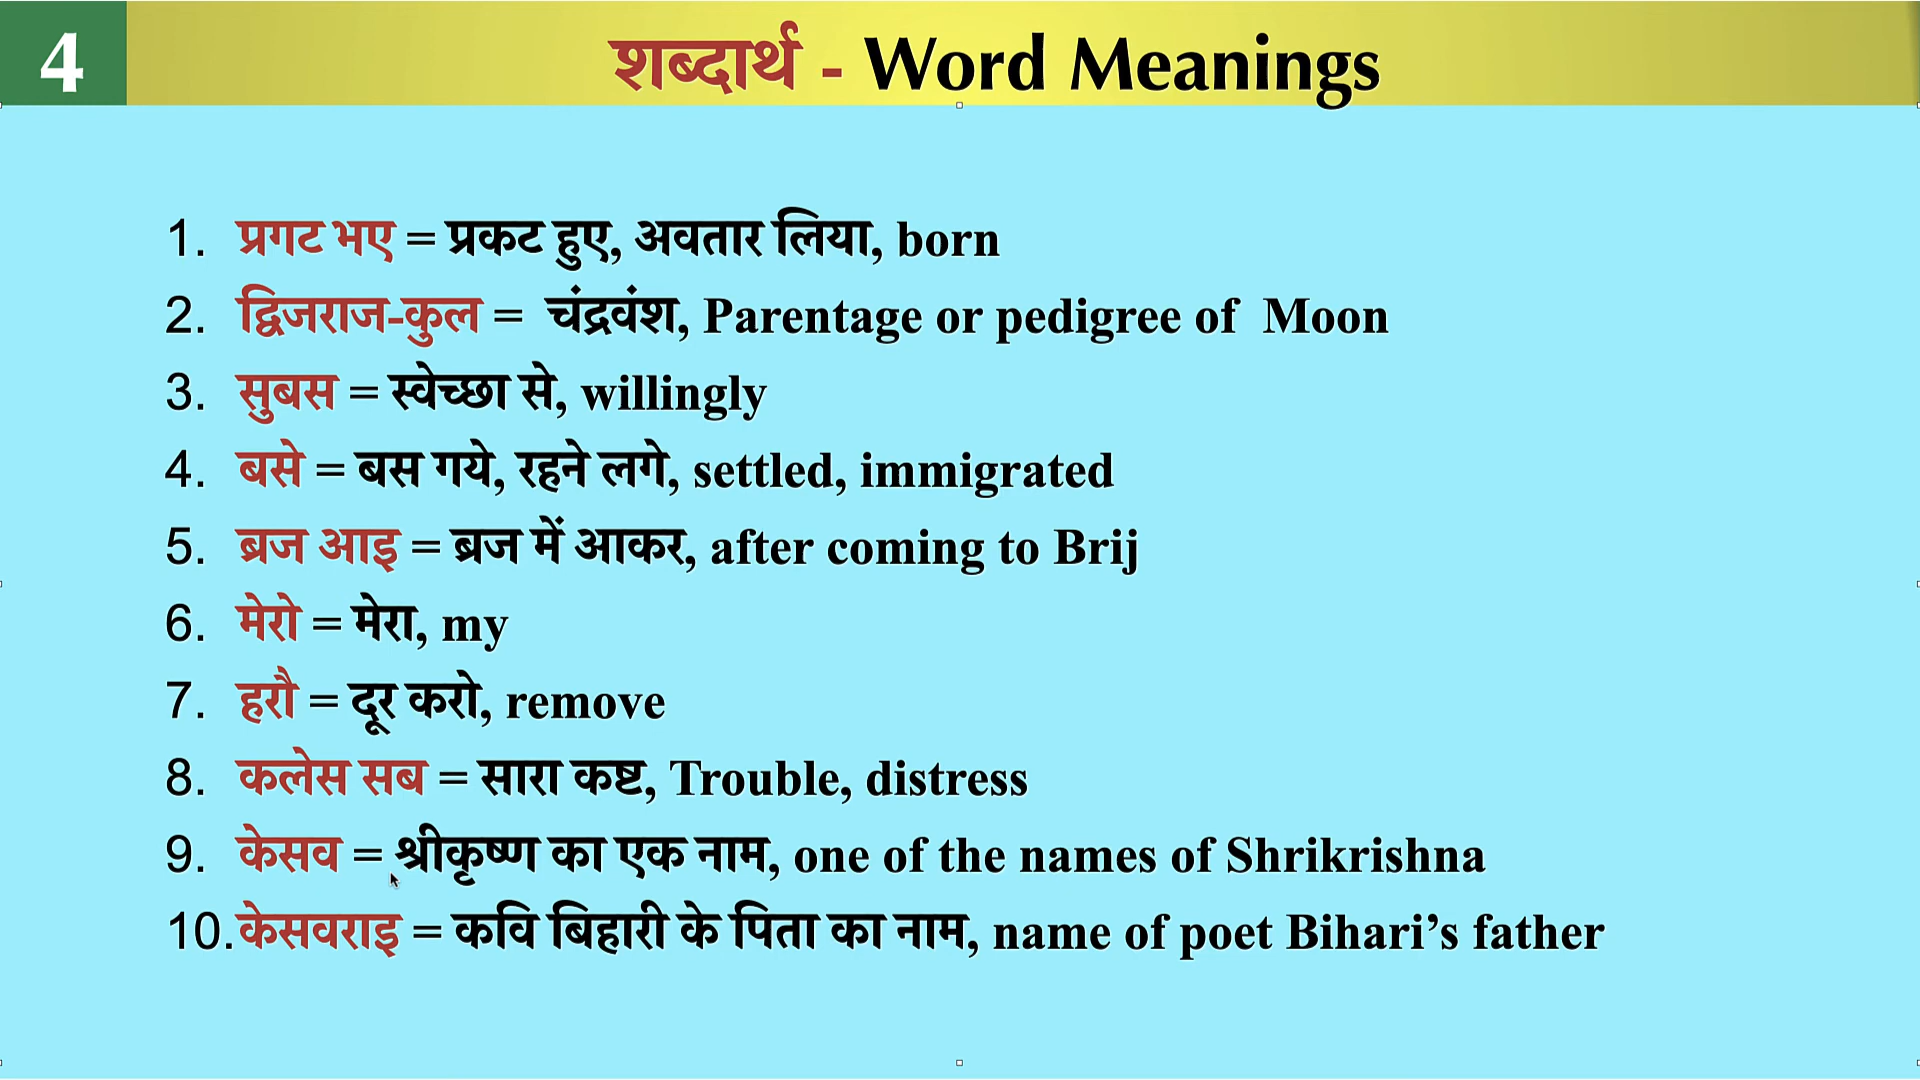 4
शब्दार्थ - Word Meanings
1. प्रगट भए = प्रकट हुए, अवतार लिया, born
2. द्विजराज-कुल = चंद्रवंश, Parentage or pedigree of Moon
3. सुबस = स्वेच्छा से, willingly
4. बसे = बस गये, रहने लगे, settled, immigrated
5. ब्रज आइ = ब्रज में आकर, after coming to Brij
6. मेरो = मेरा, my
7. हरौ = दूर करो, remove
8. कलेस सब = सारा कष्ट, Trouble, distress
9. केसव = श्रीकृष्ण का एक नाम, one of the names of Shrikrishna
10. केसवराइ = कवि बिहारी के पिता का नाम, name of poet Bihari’s father